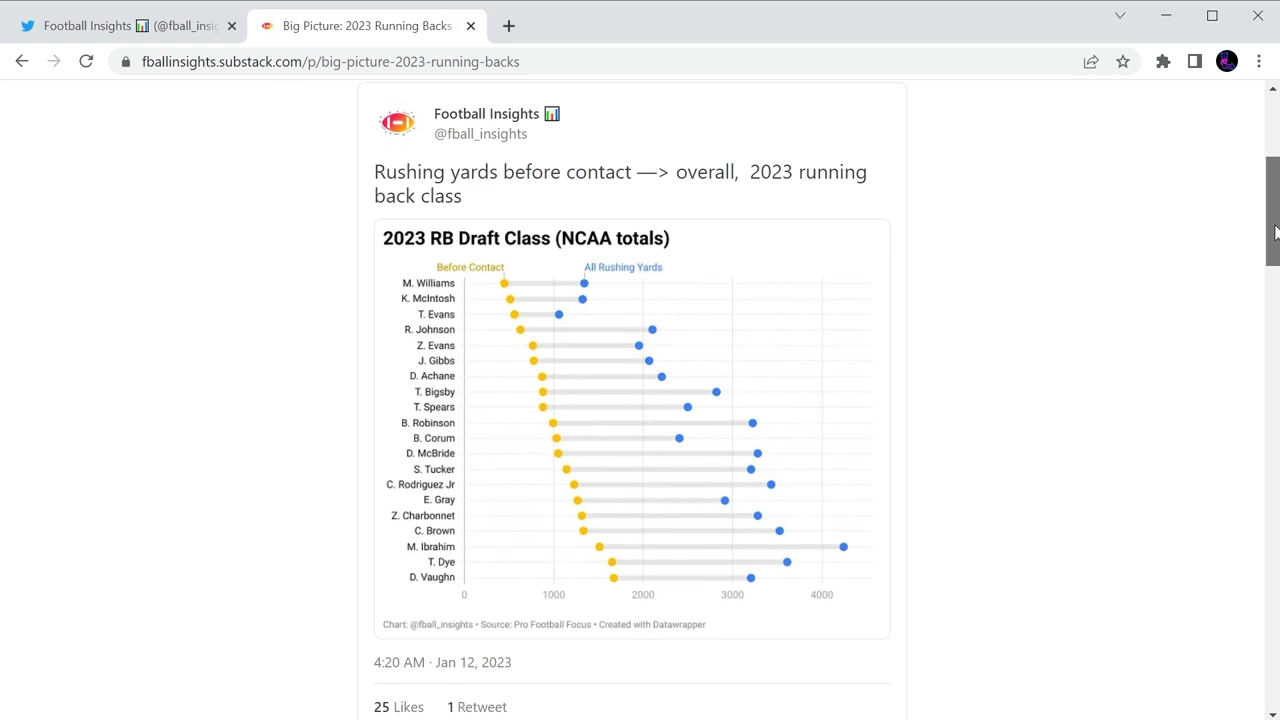 Football Insights 📊 (@fball_insig
Big Picture: 2023 Running Backs
fballinsights.substack.com/p/big-picture-2023-running-backs
Football Insights 📊
@fball_insights
Rushing yards before contact —> overall, 2023 running
back class
2023 RB Draft Class (NCAA totals)
Before Contact All Rushing Yards
M. Williams
K. McIntosh
T. Evans
R. Johnson
Z. Evans
J. Gibbs
D. Achane
T. Bigsby
T. Spears
B. Robinson
B. Corum
D. McBride
S. Tucker
C. Rodriguez Jr
E. Gray
Z. Charbonnet
C. Brown
M. Ibrahim
T. Dye
D. Vaughn
0 1000 2000 3000 4000
Chart: @fball_insights • Source: Pro Football Focus • Created with Datawrapper
4:20 AM · Jan 12, 2023
25 Likes 1 Retweet